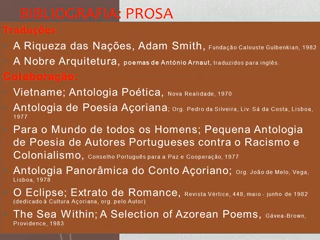 BIBLIOGRAFIA: PROSA
Traduções:
A Riqueza das Nações, Adam Smith, Fundação Calouste Gulbenkian, 1982
A Nobre Arquitetura, poemas de António Arnaut, traduzidos para inglês.
Colaboração:
Vietname; Antologia Poética, Nova Realidade, 1970
Antologia de Poesia Açoriana; Org. Pedro da Silveira, Liv. Sá da Costa, Lisboa,
1977
Para o Mundo de todos os Homens; Pequena Antologia
de Poesia de Autores Portugueses contra o Racismo e
Colonialismo, Conselho Português para a Paz e Cooperação, 1977
Antologia Panorâmica do Conto Açoriano; Org. João de Melo, Vega,
Lisboa, 1978
O Eclipse; Extrato de Romance, Revista Vértice, 448, maio - junho de 1982
(dedicado à Cultura Açoriana, org. pelo Autor)
The Sea Within; A Selection of Azorean Poems, Gávea-Brown,
Providence, 1983